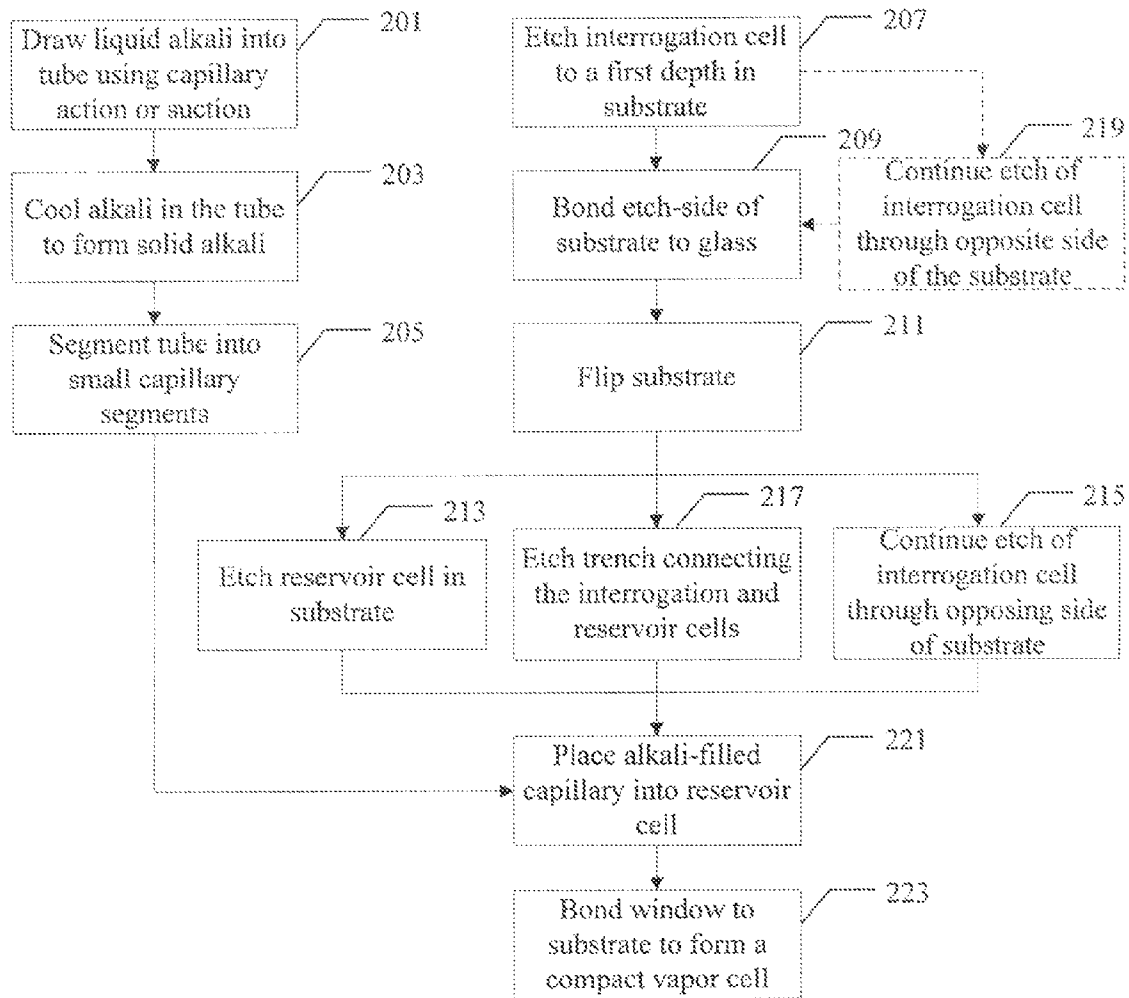 Draw liquid alkali into
tube using capillary
action or suction
201
Cool alkali in the tube
to form solid alkali
203
Segment tube into
small capillary
segments
205
Etch interrogation cell
to a first depth in
substrate
207
Bond etch-side of
substrate to glass
209
Continue etch of
interrogation cell
through opposite side
of the substrate
219
Flip substrate
211
Etch reservoir cell in
substrate
213
Etch trench connecting
the interrogation and
reservoir cells
217
Continue etch of
interrogation cell
through opposing side
of substrate
215
Place alkali-filled
capillary into reservoir
cell
221
Bond window to
substrate to form a
compact vapor cell
223